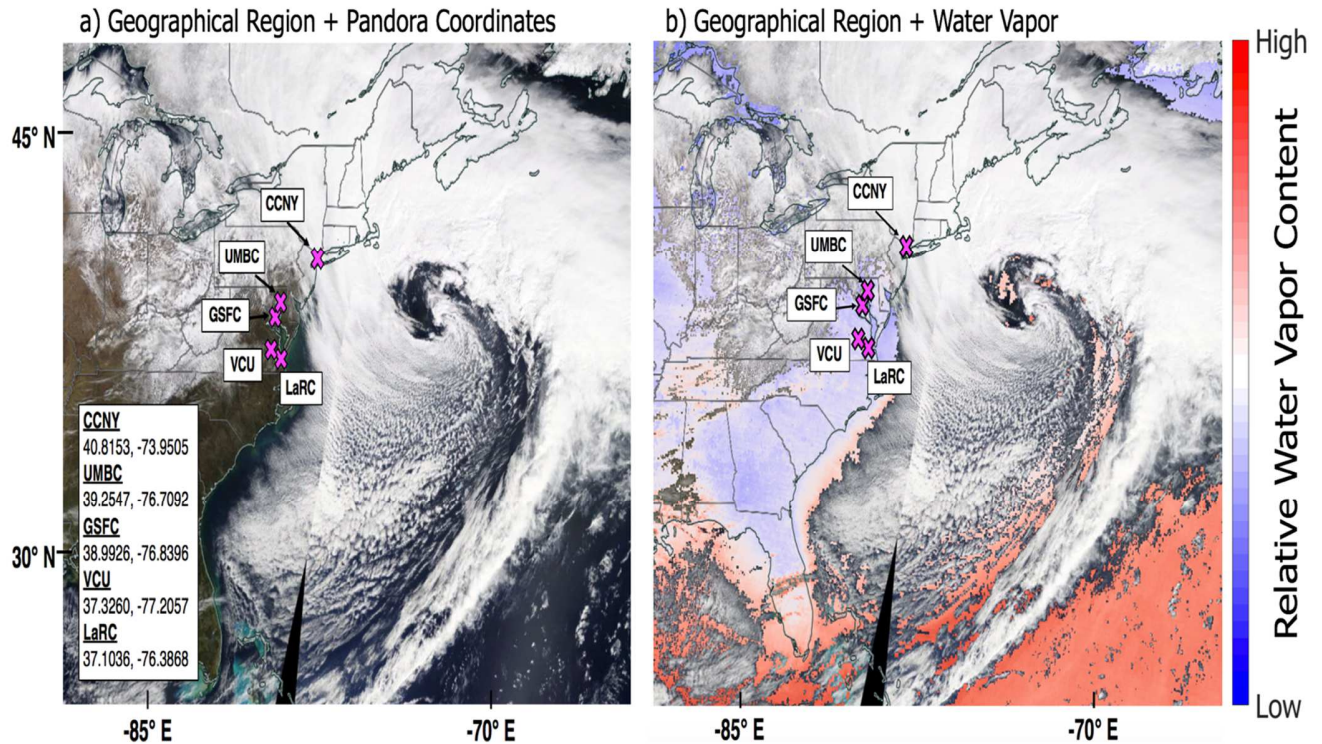 a) Geographical Region + Pandora Coordinates
45° N
30° N
CCNY
UMBC
GSFC
VCU
LaRC
CCNY
40.8153, -73.9505
UMBC
39.2547, -76.7092
GSFC
38.9926, -76.8396
VCU
37.3260, -77.2057
LaRC
37.1036, -76.3868
-85° E
-70° E
b) Geographical Region + Water Vapor
CCNY
UMBC
GSFC
VCU
LaRC
-85° E
-70° E
High
Relative Water Vapor Content
Low